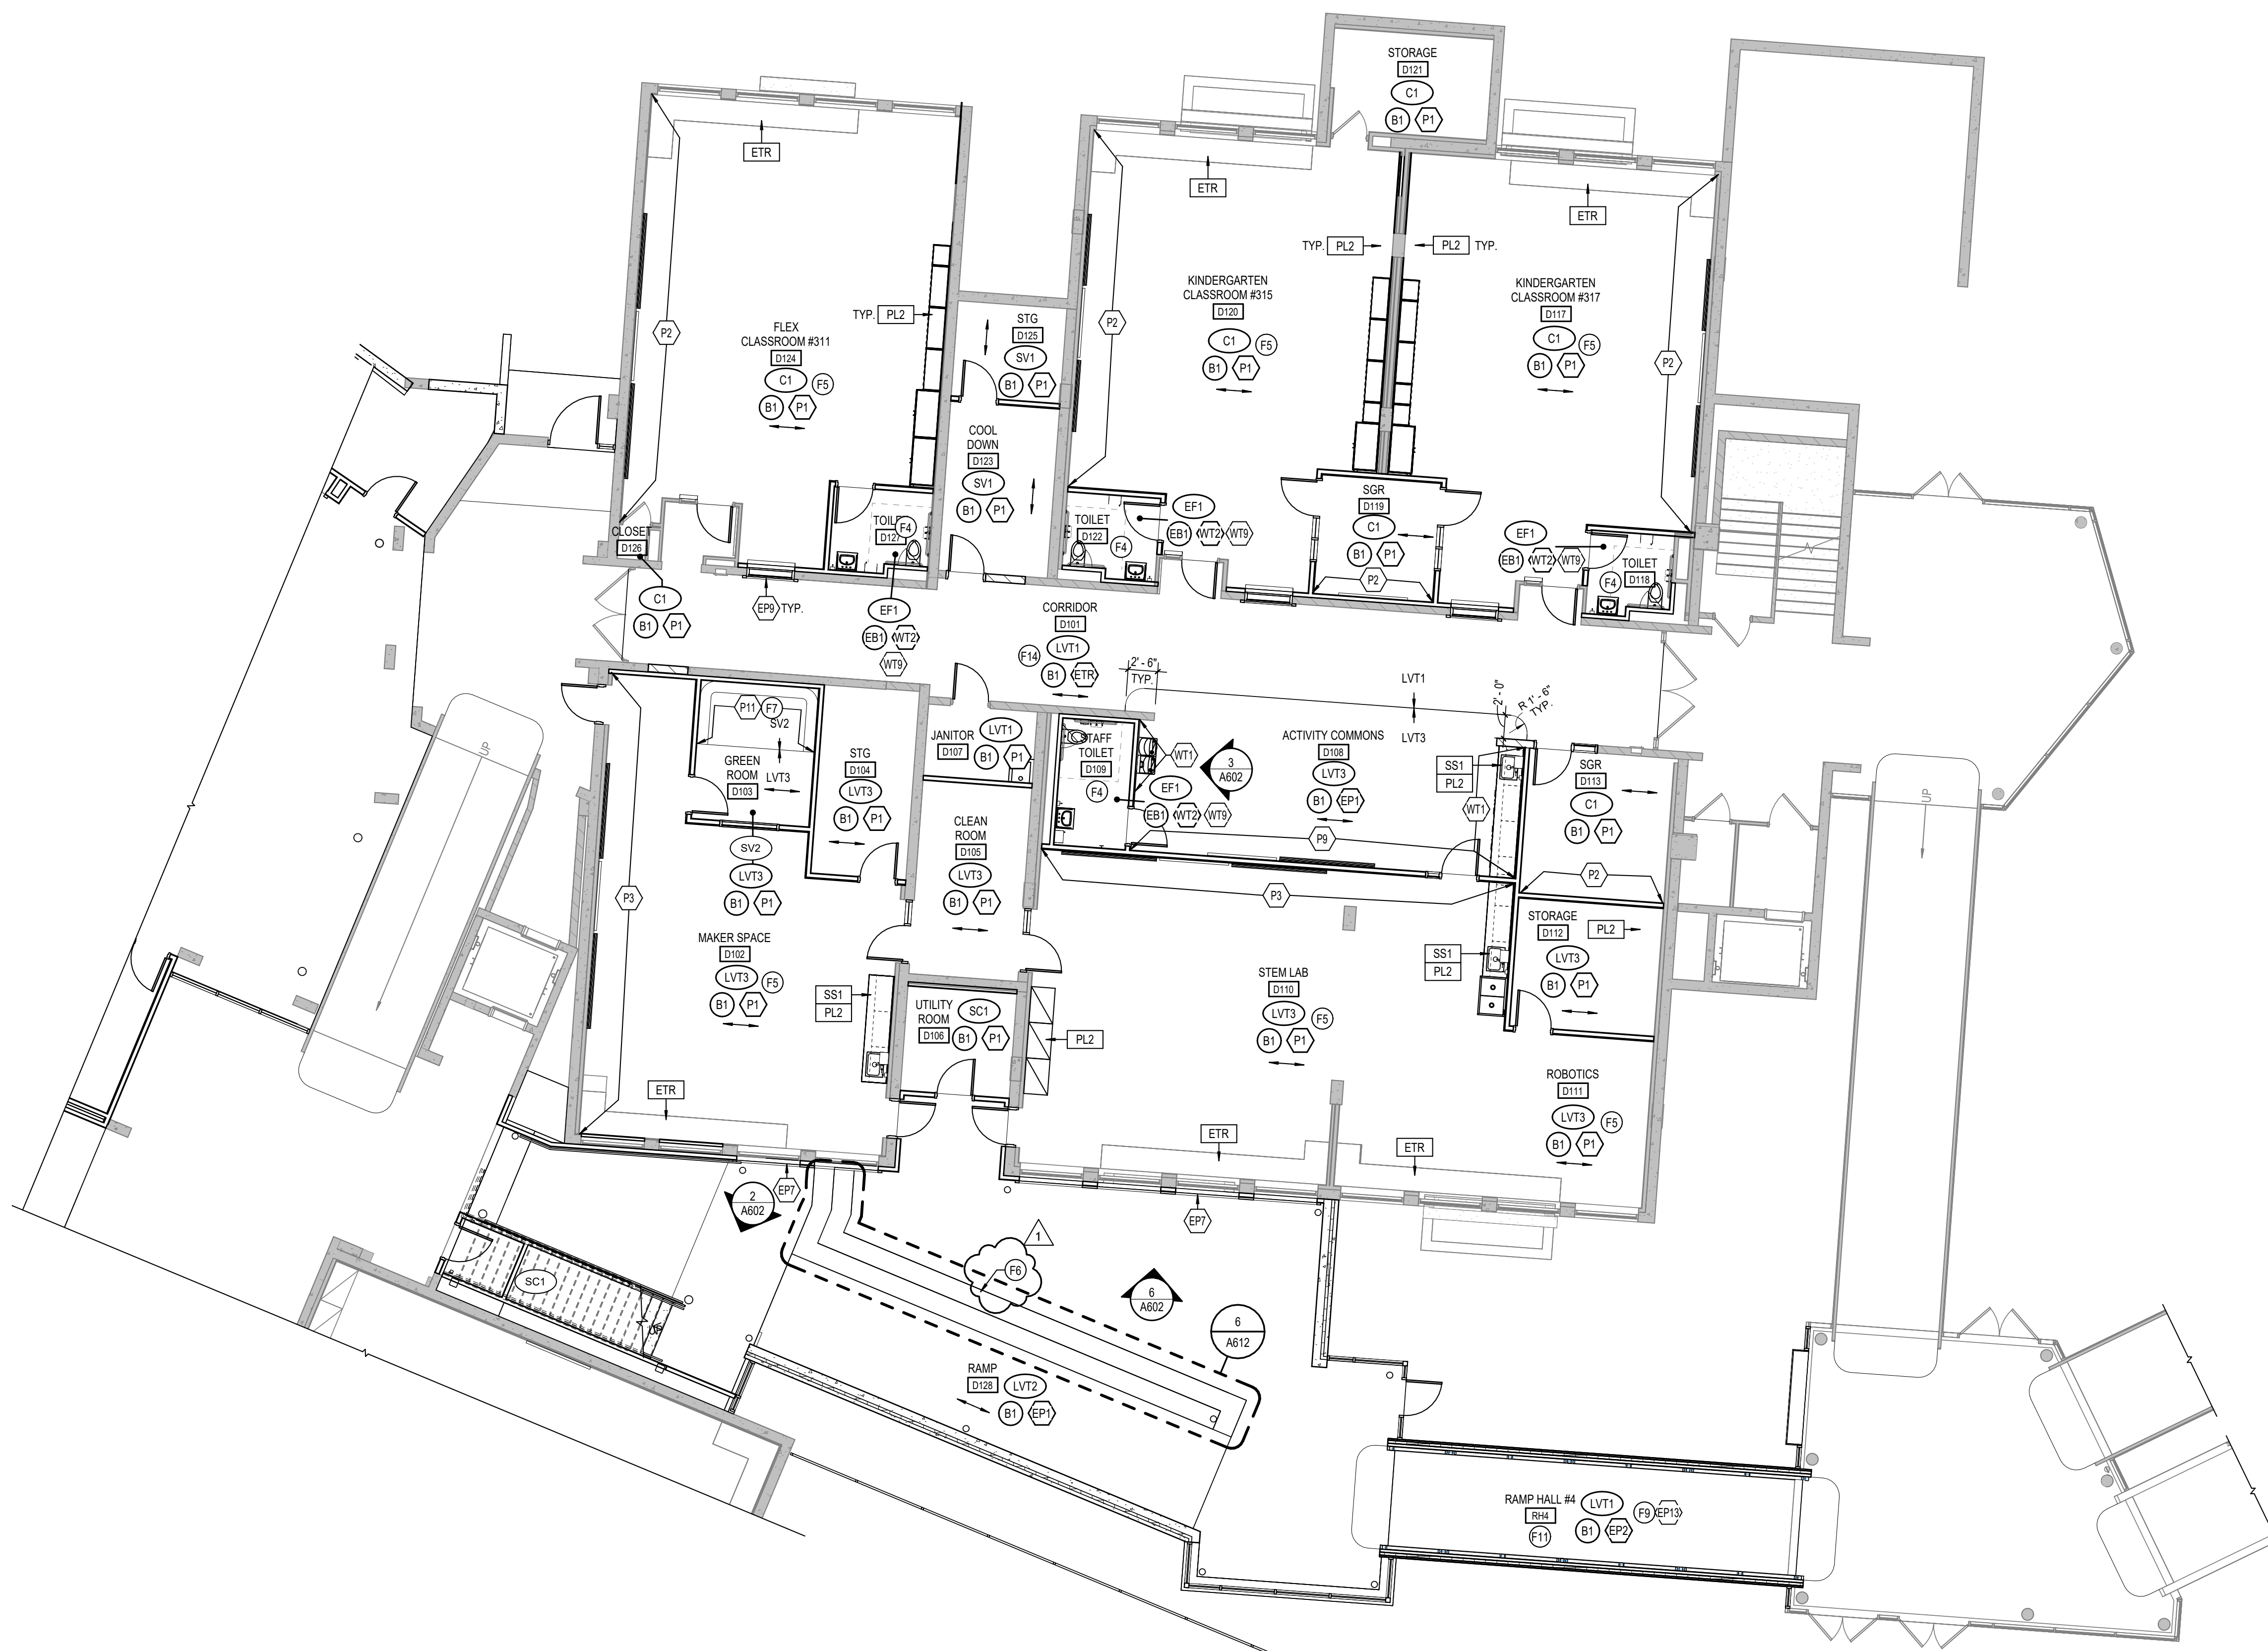 STORAGE
D121
C1
B1 P1
ETR
ETR
ETR
TYP. PL2
PL2 TYP.
P2
FLEX
CLASSROOM #311
D124
C1 F5
B1 P1
TYP. PL2
STG
D125
SV1
B1 P1
COOL
DOWN
D123
SV1
B1 P1
P2
KINDERGARTEN
CLASSROOM #315
D120
C1 F5
B1 P1
KINDERGARTEN
CLASSROOM #317
D117
C1 F5
B1 P1
P2
SGR
D119
C1
B1 P1
P2
CLOSET
D126
C1
B1 P1
TOILET
D127
F4
EP9 TYP.
EF1
EB1 WT2
WT9
TOILET
D122
F4
EF1
EB1 WT2 WT9
EF1
EB1 WT2 WT9
TOILET
D118
F4
CORRIDOR
D101
F14 LVT1
B1 ETR
2' - 6"
TYP.
LVT1
LVT3
2' - 0"
R 1' - 6"
TYP.
P11 F7
SV2
LVT3
GREEN
ROOM
D103
SV2
LVT3
B1 P1
STG
D104
LVT3
B1 P1
JANITOR
D107
LVT1
B1 P1
STAFF
TOILET
D109
F4
WT1
EF1
EB1 WT2 WT9
3
A602
ACTIVITY COMMONS
D108
LVT3
B1 EP1
P9
SS1
PL2
WT1
SGR
D113
C1
B1 P1
P2
CLEAN
ROOM
D105
LVT3
B1 P1
P3
P3
MAKER SPACE
D102
LVT3 F5
B1 P1
SS1
PL2
UTILITY
ROOM
D106
SC1
B1 P1
PL2
STEM LAB
D110
LVT3 F5
B1 P1
SS1
PL2
STORAGE
D112
LVT3
B1 P1
PL2
ROBOTICS
D111
LVT3 F5
B1 P1
ETR
ETR
ETR
UP
UP
2
A602
EP7
EP7
1
F6
6
A602
6
A612
SC1
UP
RAMP
D128 LVT2
B1 EP1
RAMP HALL #4
RH4
F11
LVT1
B1 EP2
F9 EP13